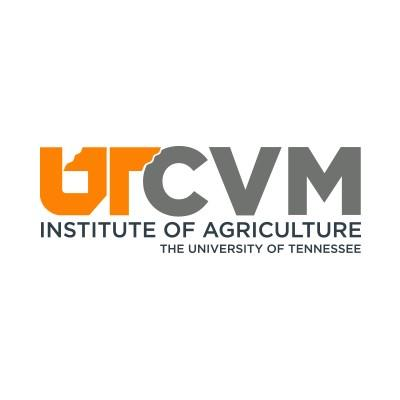 UTCVM
INSTITUTE OF AGRICULTURE
THE UNIVERSITY OF TENNESSEE